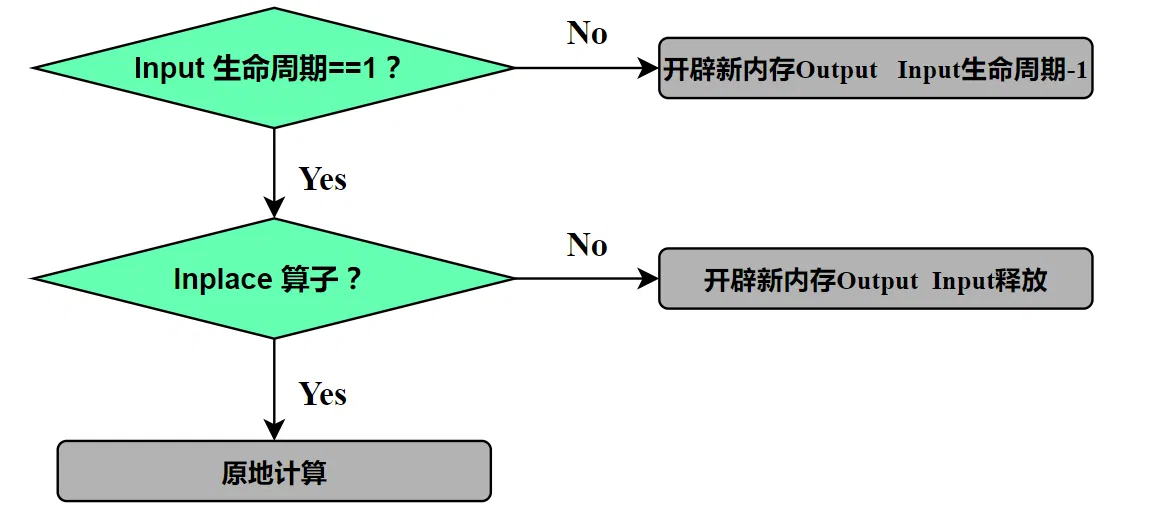 Input 生命周期==1？
No
开辟新内存Output Input生命周期-1
Yes
Inplace 算子？
No
开辟新内存Output Input释放
Yes
原地计算